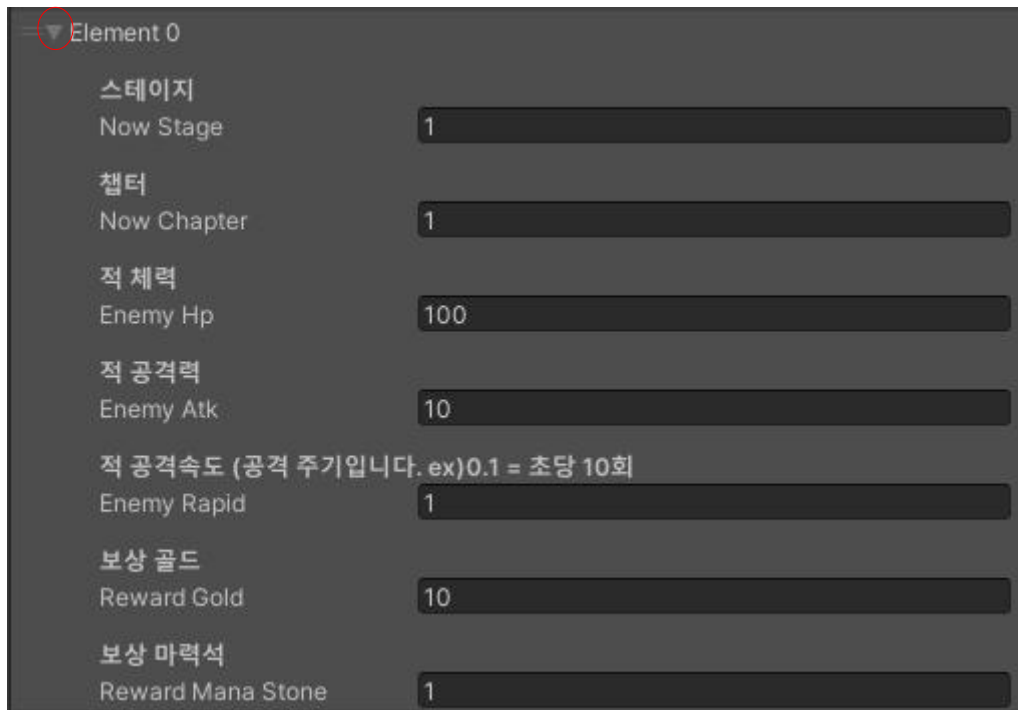 Element 0
스테이지
Now Stage 1
챕터
Now Chapter 1
적 체력
Enemy Hp 100
적 공격력
Enemy Atk 10
적 공격속도 (공격 주기입니다. ex)0.1 = 초당 10회
Enemy Rapid 1
보상 골드
Reward Gold 10
보상 마력석
Reward Mana Stone 1